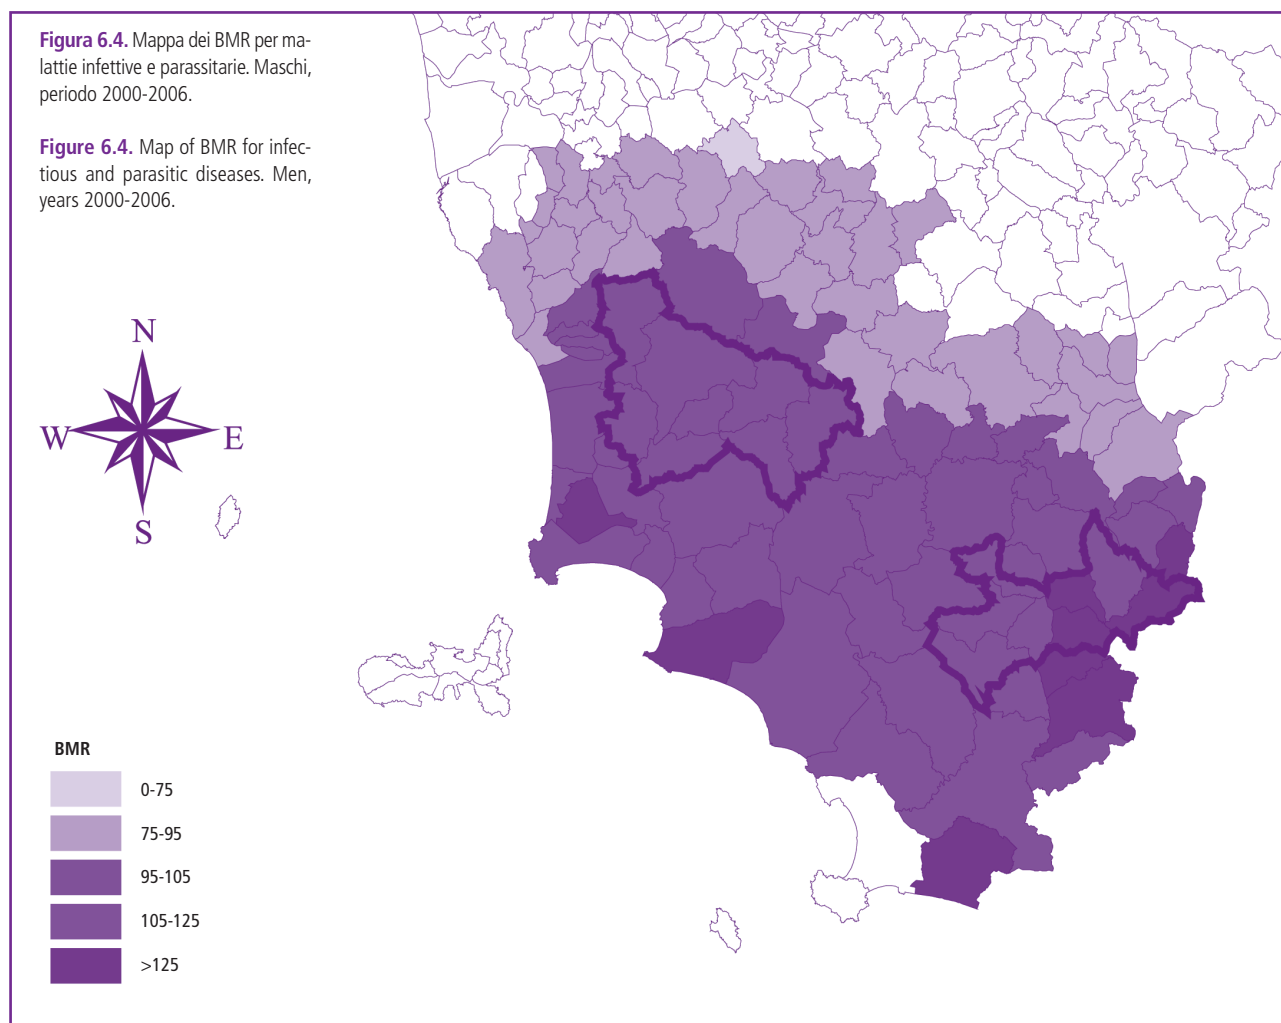 Figura 6.4. Mappa dei BMR per ma-
lattie infettive e parassitarie. Maschi,
periodo 2000-2006.
Figure 6.4. Map of BMR for infec-
tious and parasitic diseases. Men,
years 2000-2006.
N
W
E
S
BMR
0-75
75-95
95-105
105-125
>125